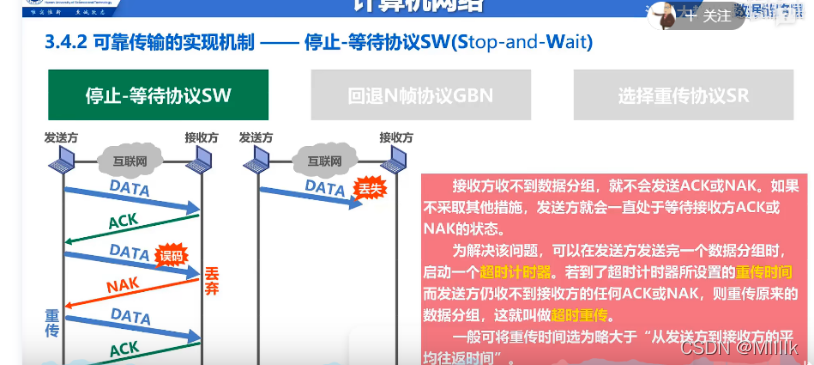 计算机网络
关注
3.4.2 可靠传输的实现机制 —— 停止-等待协议SW(Stop-and-Wait)
停止-等待协议SW
回退N帧协议GBN
选择重传协议SR
发送方
接收方
发送方
接收方
互联网
互联网
DATA
DATA
丢失
ACK
DATA
误码
丢弃
NAK
重传
DATA
ACK
接收方收不到数据分组，就不会发送ACK或NAK。如果
不采取其他措施，发送方就会一直处于等待接收方ACK或
NAK的状态。
为解决该问题，可以在发送方发送完一个数据分组时，
启动一个超时计时器。若到了超时计时器所设置的重传时间
而发送方仍收不到接收方的任何ACK或NAK，则重传原来的
数据分组，这就叫做超时重传。
一般可将重传时间选为略大于“从发送方到接收方的平
均往返时间”。